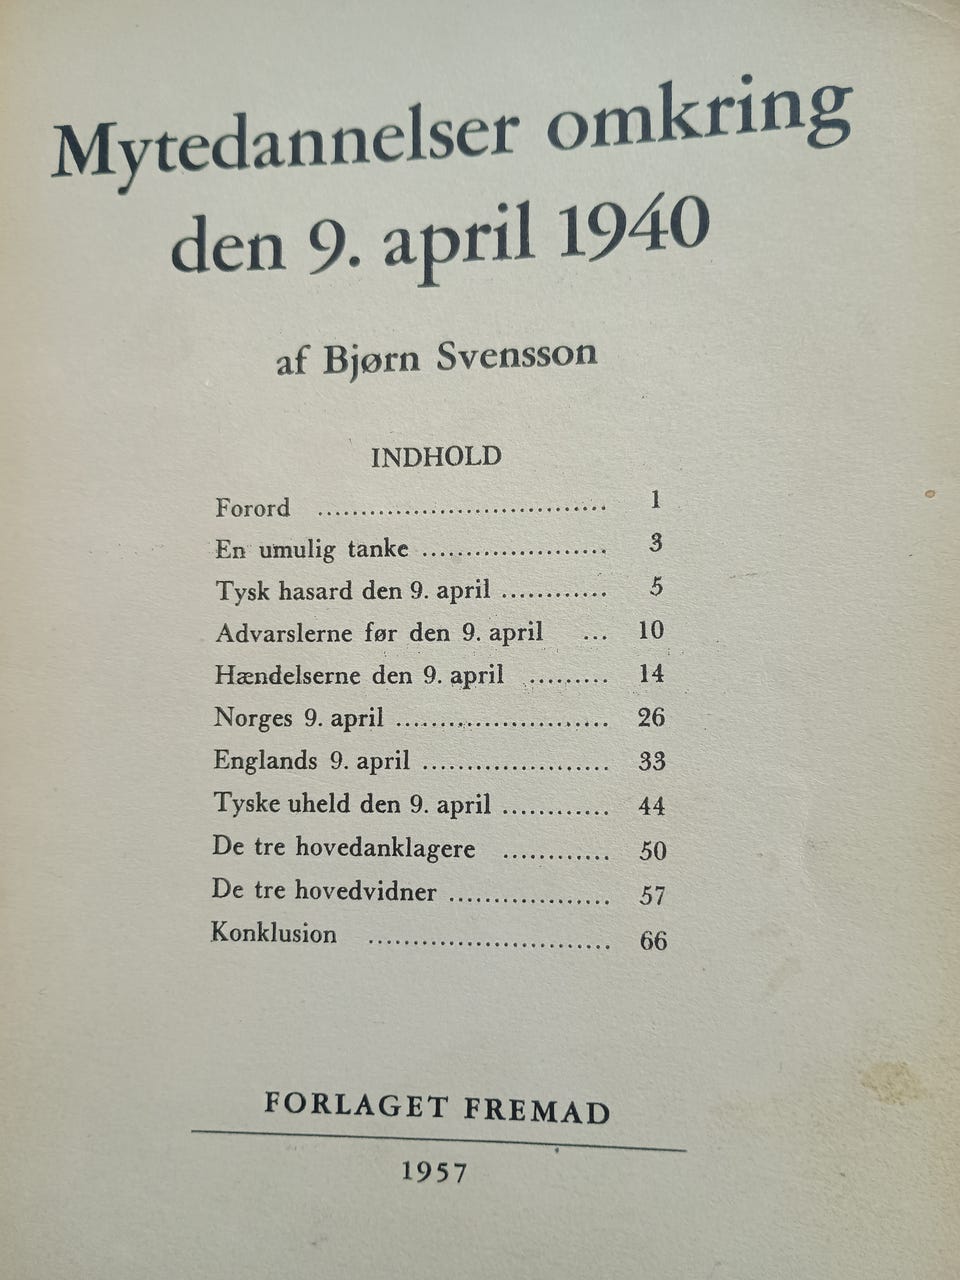 Mytedannelser omkring
den 9. april 1940
af Bjørn Svensson
INDHOLD
Forord ................................. 1
En umulig tanke ..................... 3
Tysk hasard den 9. april ............ 5
Advarslerne før den 9. april ... 10
Hændelserne den 9. april ......... 14
Norges 9. april ........................ 26
Englands 9. april ..................... 33
Tyske uheld den 9. april ............ 44
De tre hovedanklagere ............ 50
De tre hovedvidner .................. 57
Konklusion ........................... 66
FORLAGET FREMAD
1957